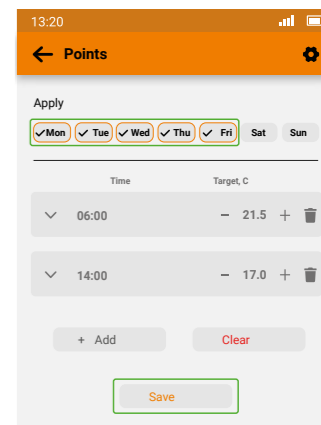 13:20
Points
Apply
Mon Tue Wed Thu Fri Sat Sun
Time Target, C
06:00 − 21.5 +
14:00 − 17.0 +
+ Add Clear
Save